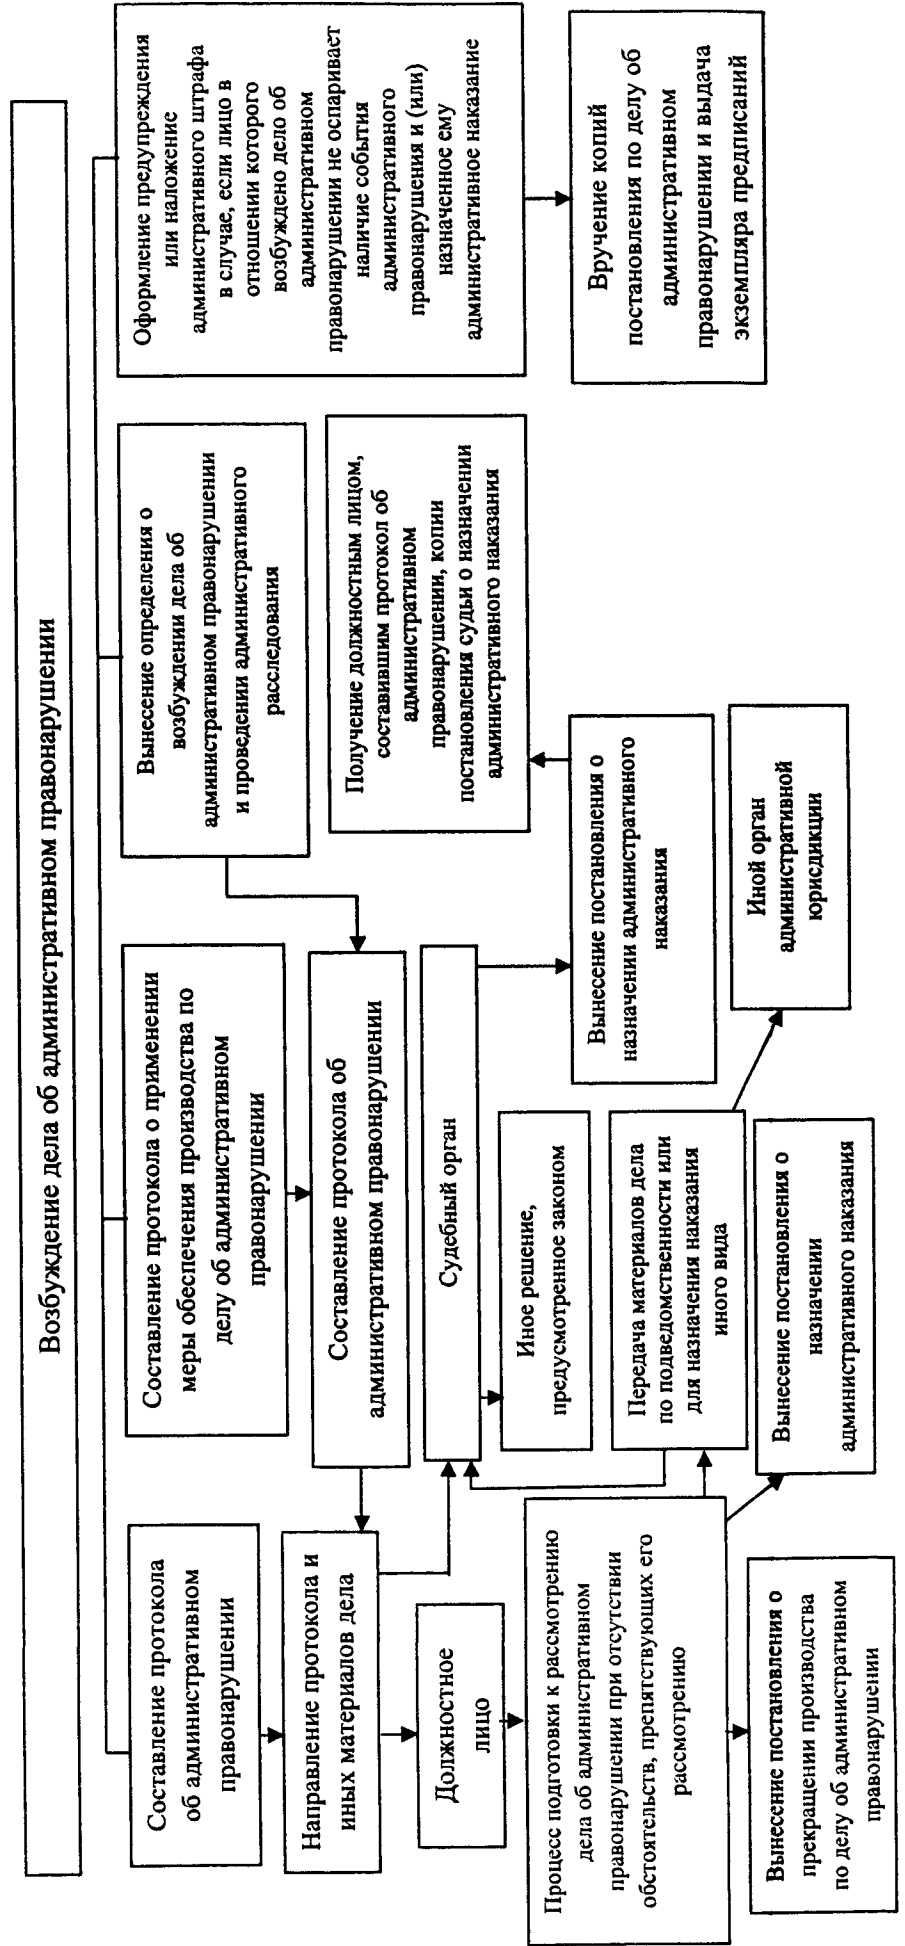 Возбуждение дела об административном правонарушении
Составление протокола
об административном
правонарушении
Составление протокола о применении
меры обеспечения производства по
делу об административном
правонарушении
Вынесение определения о
возбуждении дела об
административном правонарушении
и проведении административного
расследования
Оформление предупреждения
или наложение
административного штрафа
в случае, если лицо в
отношении которого
возбуждено дело об
административном
правонарушении не оспаривает
наличие события
административного
правонарушения и (или)
назначенное ему
административное наказание
Направление протокола и
иных материалов дела
Составление протокола об
административном правонарушении
Получение должностным лицом,
составившим протокол об
административном
правонарушении, копии
постановления судьи о назначении
административного наказания
Должностное
лицо
Судебный орган
Процесс подготовки к рассмотрению
дела об административном
правонарушении при отсутствии
обстоятельств, препятствующих его
рассмотрению
Иное решение,
предусмотренное законом
Вынесение постановления о
назначении административного
наказания
Вручение копий
постановления по делу об
административном
правонарушении и выдача
экземпляра предписаний
Передача материалов дела
по подведомственности или
для назначения наказания
иного вида
Иной орган
административной
юрисдикции
Вынесение постановления о
прекращении производства
по делу об административном
правонарушении
Вынесение постановления о
назначении
административного наказания